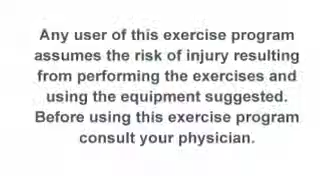 Any user of this exercise program
assumes the risk of injury resulting
from performing the exercises and
using the equipment suggested.
Before using this exercise program
consult your physician.